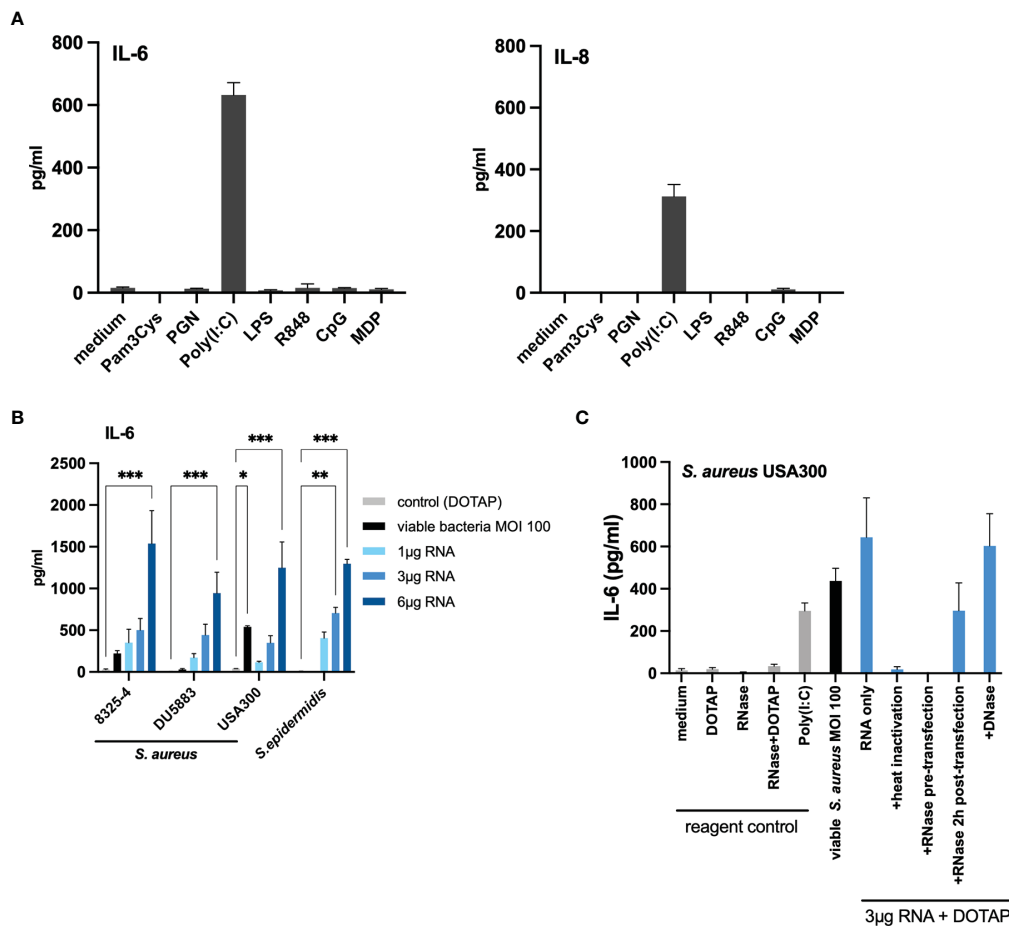 A
IL-6
800
600
400
200
0
pg/ml
medium
Pam3Cys
PGN
Poly(I:C)
LPS
R848
CpG
MDP
IL-8
800
600
400
200
0
pg/ml
medium
Pam3Cys
PGN
Poly(I:C)
LPS
R848
CpG
MDP
B
IL-6
2500
2000
1500
1000
500
0
pg/ml
***
***
*
***
**
***
8325-4
DU5883
USA300
S.epidermidis
S. aureus
control (DOTAP)
viable bacteria MOI 100
1µg RNA
3µg RNA
6µg RNA
C
S. aureus USA300
1000
800
600
400
200
0
IL-6 (pg/ml)
medium
DOTAP
RNase
RNase+DOTAP
Poly(I:C)
viable S. aureus MOI 100
RNA only
+heat inactivation
+RNase pre-transfection
+RNase 2h post-transfection
+DNase
reagent control
3µg RNA + DOTAP